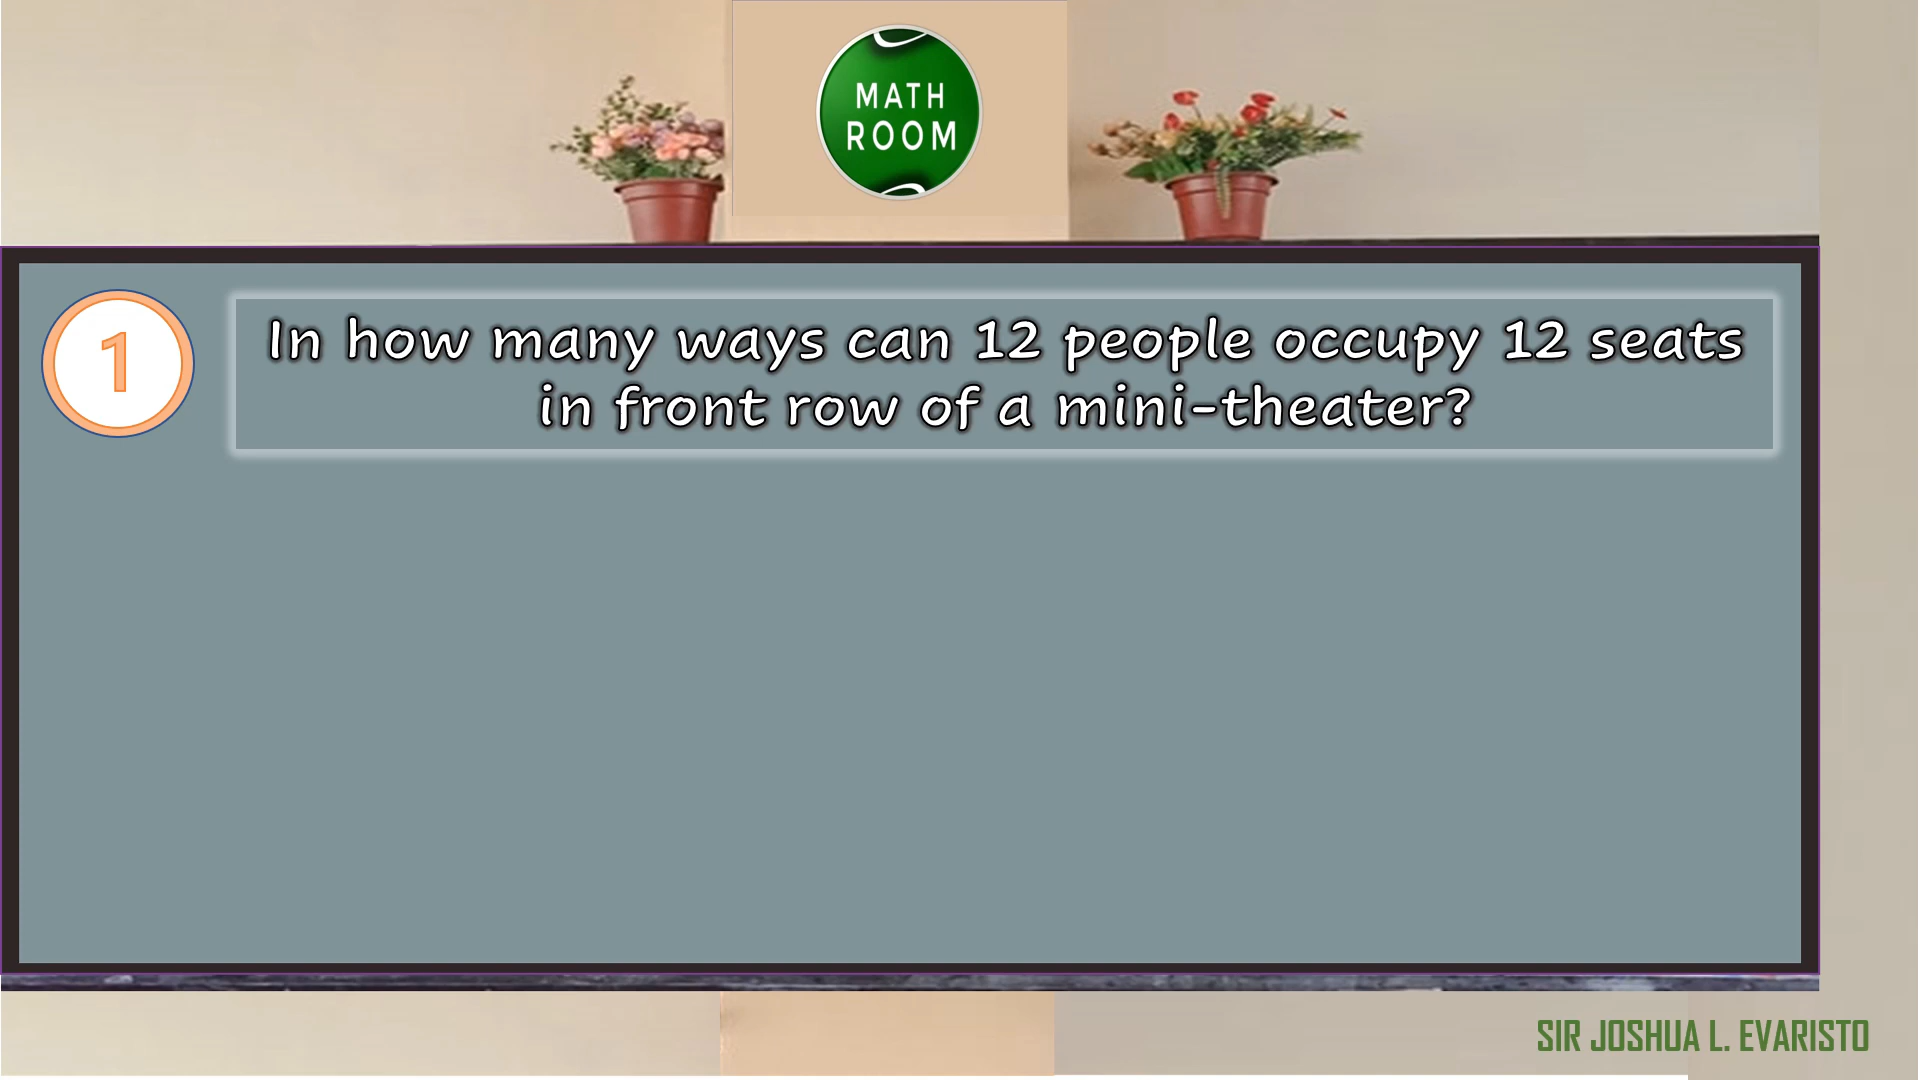 MATH
ROOM
1
In how many ways can 12 people occupy 12 seats
in front row of a mini-theater?
SIR JOSHUA L. EVARISTO